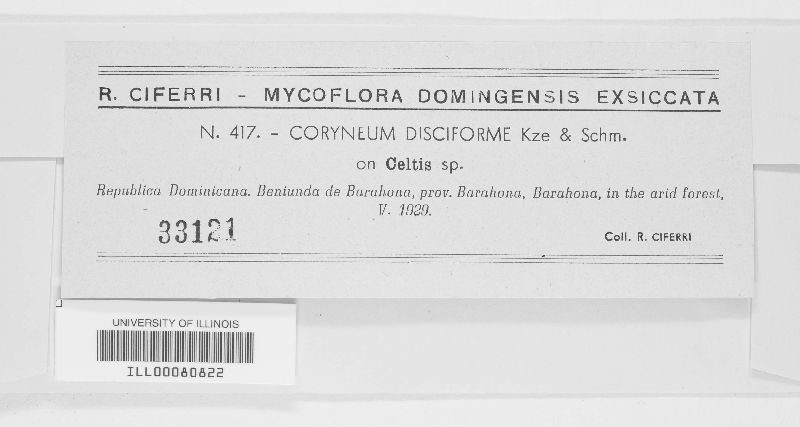 R. CIFERRI - MYCOFLORA DOMINGENSIS EXSICCATA
N. 417. - CORYNEUM DISCIFORME Kze & Schm.
on Celtis sp.
Republica Dominicana. Beniunda de Barahona, prov. Barahona, Barahona, in the arid forest,
V. 1929.
33121
Coll. R. CIFERRI
UNIVERSITY OF ILLINOIS
ILL00080822